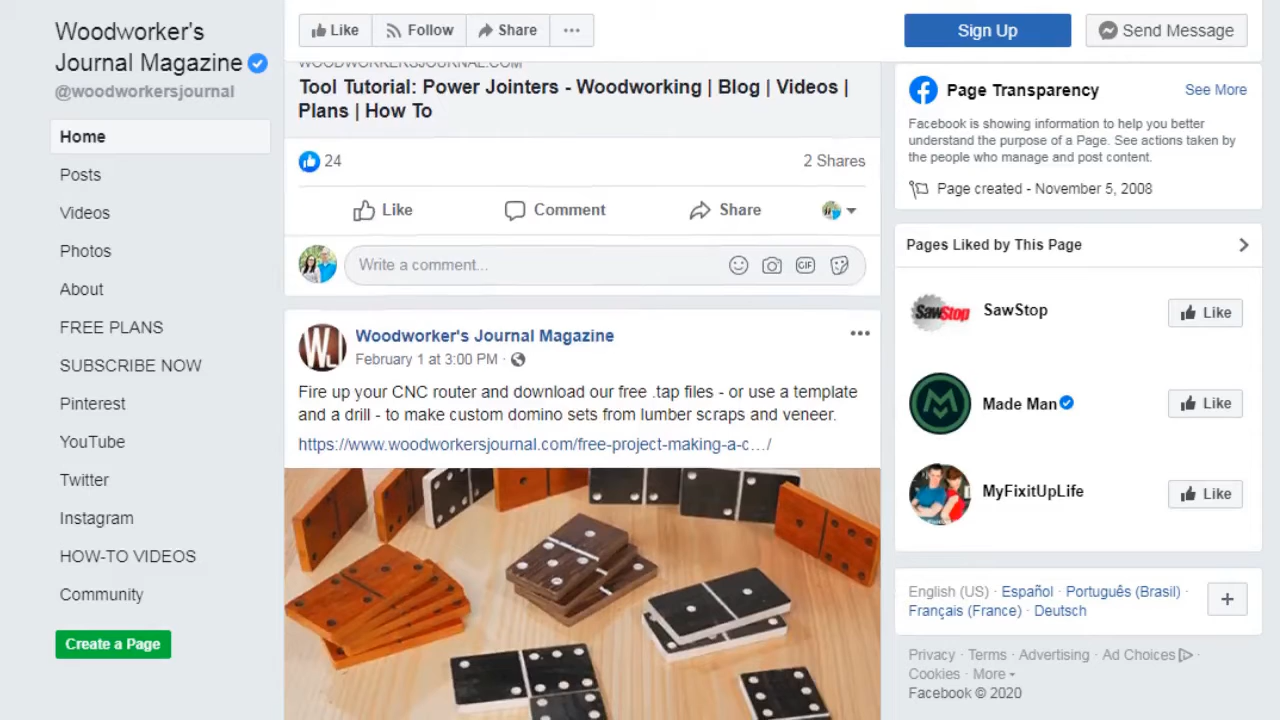 Woodworker's
Journal Magazine
@woodworkersjournal
Home
Posts
Videos
Photos
About
FREE PLANS
SUBSCRIBE NOW
Pinterest
YouTube
Twitter
Instagram
HOW-TO VIDEOS
Community
Create a Page
Like Follow Share ...
Sign Up Send Message
WOODWORKERSJOURNAL.COM
Tool Tutorial: Power Jointers - Woodworking | Blog | Videos |
Plans | How To
24 2 Shares
Like Comment Share
Write a comment... GIF
WJ
Woodworker's Journal Magazine
February 1 at 3:00 PM ·
Fire up your CNC router and download our free .tap files - or use a template
and a drill - to make custom domino sets from lumber scraps and veneer.
https://www.woodworkersjournal.com/free-project-making-a-c.../
Page Transparency See More
Facebook is showing information to help you better
understand the purpose of a Page. See actions taken by
the people who manage and post content.
Page created - November 5, 2008
Pages Liked by This Page
SawStop SawStop Like
Made Man Like
MyFixitUpLife Like
English (US) · Español · Português (Brasil) ·
Français (France) · Deutsch
Privacy · Terms · Advertising · Ad Choices ·
Cookies · More
Facebook © 2020